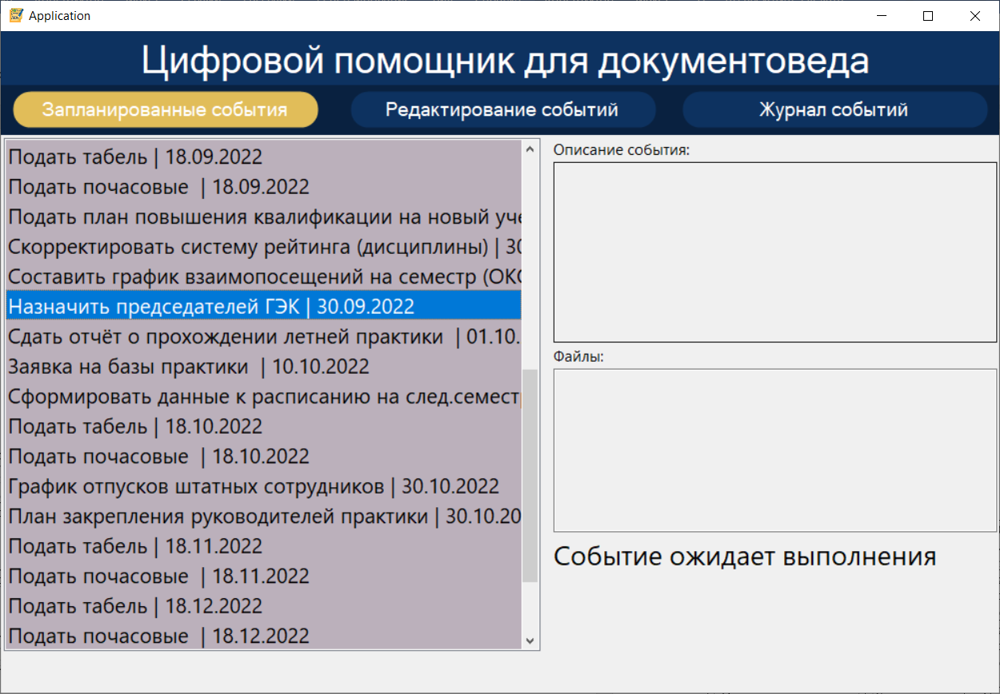 Application
Цифровой помощник для документоведа
Запланированные события
Редактирование событий
Журнал событий
Подать табель | 18.09.2022
Подать почасовые | 18.09.2022
Подать план повышения квалификации на новый
Скорректировать систему рейтинга (дисциплины) | 30
Составить график взаимопосещений на семестр
Назначить председателей ГЭК | 30.09.2022
Сдать отчёт о прохождении летней практики | 01.10.
Заявка на базы практики | 10.10.2022
Сформировать данные к расписанию на след.семест
Подать табель | 18.10.2022
Подать почасовые | 18.10.2022
График отпусков штатных сотрудников | 30.10.2022
План закрепления руководителей практики | 30.10.20
Подать табель | 18.11.2022
Подать почасовые | 18.11.2022
Подать табель | 18.12.2022
Подать почасовые | 18.12.2022
Описание события:
Файлы:
Событие ожидает выполнения